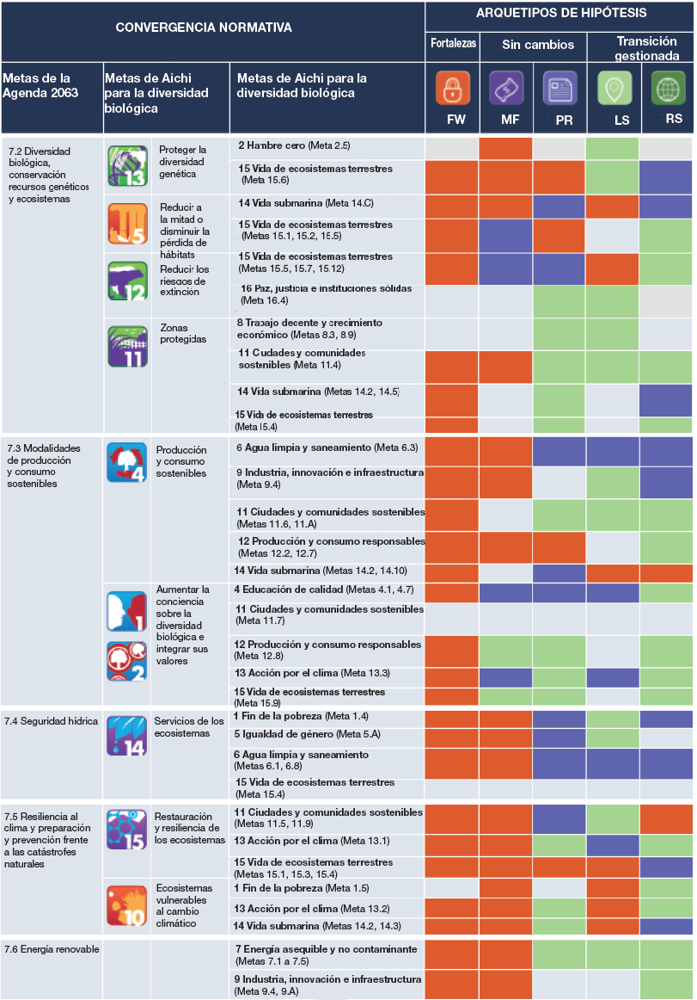 CONVERGENCIA NORMATIVA
ARQUETIPOS DE HIPÓTESIS
Fortalezas
Sin cambios
Transición
gestionada
Metas de la
Agenda 2063
Metas de Aichi
para la diversidad
biológica
Metas de Aichi para la
diversidad biológica
FW
MF
PR
LS
RS
7.2 Diversidad
biológica,
conservación
recursos genéticos
y ecosistemas
13
Proteger la
diversidad
genética
2 Hambre cero (Meta 2.5)
15 Vida de ecosistemas terrestres
(Meta 15.6)
5
Reducir a
la mitad o
disminuir la
pérdida de
hábitats
14 Vida submarina (Meta 14.C)
15 Vida de ecosistemas terrestres
(Metas 15.1, 15.2, 15.5)
12
Reducir los
riesgos de
extinción
15 Vida de ecosistemas terrestres
(Metas 15.5, 15.7, 15.12)
16 Paz, justicia e instituciones sólidas
(Meta 16.4)
11
Zonas
protegidas
8 Trabajo decente y crecimiento
económico (Metas 8.3, 8.9)
11 Ciudades y comunidades
sostenibles (Meta 11.4)
14 Vida submarina (Metas 14.2, 14.5)
15 Vida de ecosistemas terrestres
(Meta 15.4)
7.3 Modalidades
de producción
y consumo
sostenibles
4
Producción
y consumo
sostenibles
6 Agua limpia y saneamiento (Meta 6.3)
9 Industria, innovación e infraestructura
(Meta 9.4)
11 Ciudades y comunidades sostenibles
(Metas 11.6, 11.A)
12 Producción y consumo responsables
(Metas 12.2, 12.7)
14 Vida submarina (Metas 14.2, 14.10)
1
2
Aumentar la
conciencia
sobre la
diversidad
biológica e
integrar sus
valores
4 Educación de calidad (Metas 4.1, 4.7)
11 Ciudades y comunidades sostenibles
(Meta 11.7)
12 Producción y consumo responsables
(Meta 12.8)
13 Acción por el clima (Meta 13.3)
15 Vida de ecosistemas terrestres
(Meta 15.9)
7.4 Seguridad hídrica
14
Servicios de los
ecosistemas
1 Fin de la pobreza (Meta 1.4)
5 Igualdad de género (Meta 5.A)
6 Agua limpia y saneamiento
(Metas 6.1, 6.8)
15 Vida de ecosistemas terrestres
(Meta 15.4)
7.5 Resiliencia al
clima y preparación
y prevención frente
a las catástrofes
naturales
15
Restauración
y resiliencia de
los ecosistemas
11 Ciudades y comunidades sostenibles
(Metas 11.5, 11.9)
13 Acción por el clima (Meta 13.1)
15 Vida de ecosistemas terrestres
(Metas 15.1, 15.3, 15.4)
10
Ecosistemas
vulnerables
al cambio
climático
1 Fin de la pobreza (Meta 1.5)
13 Acción por el clima (Meta 13.2)
14 Vida submarina (Metas 14.2, 14.3)
7.6 Energía renovable
7 Energía asequible y no contaminante
(Metas 7.1 a 7.5)
9 Industria, innovación e infraestructura
(Meta 9.4, 9.A)